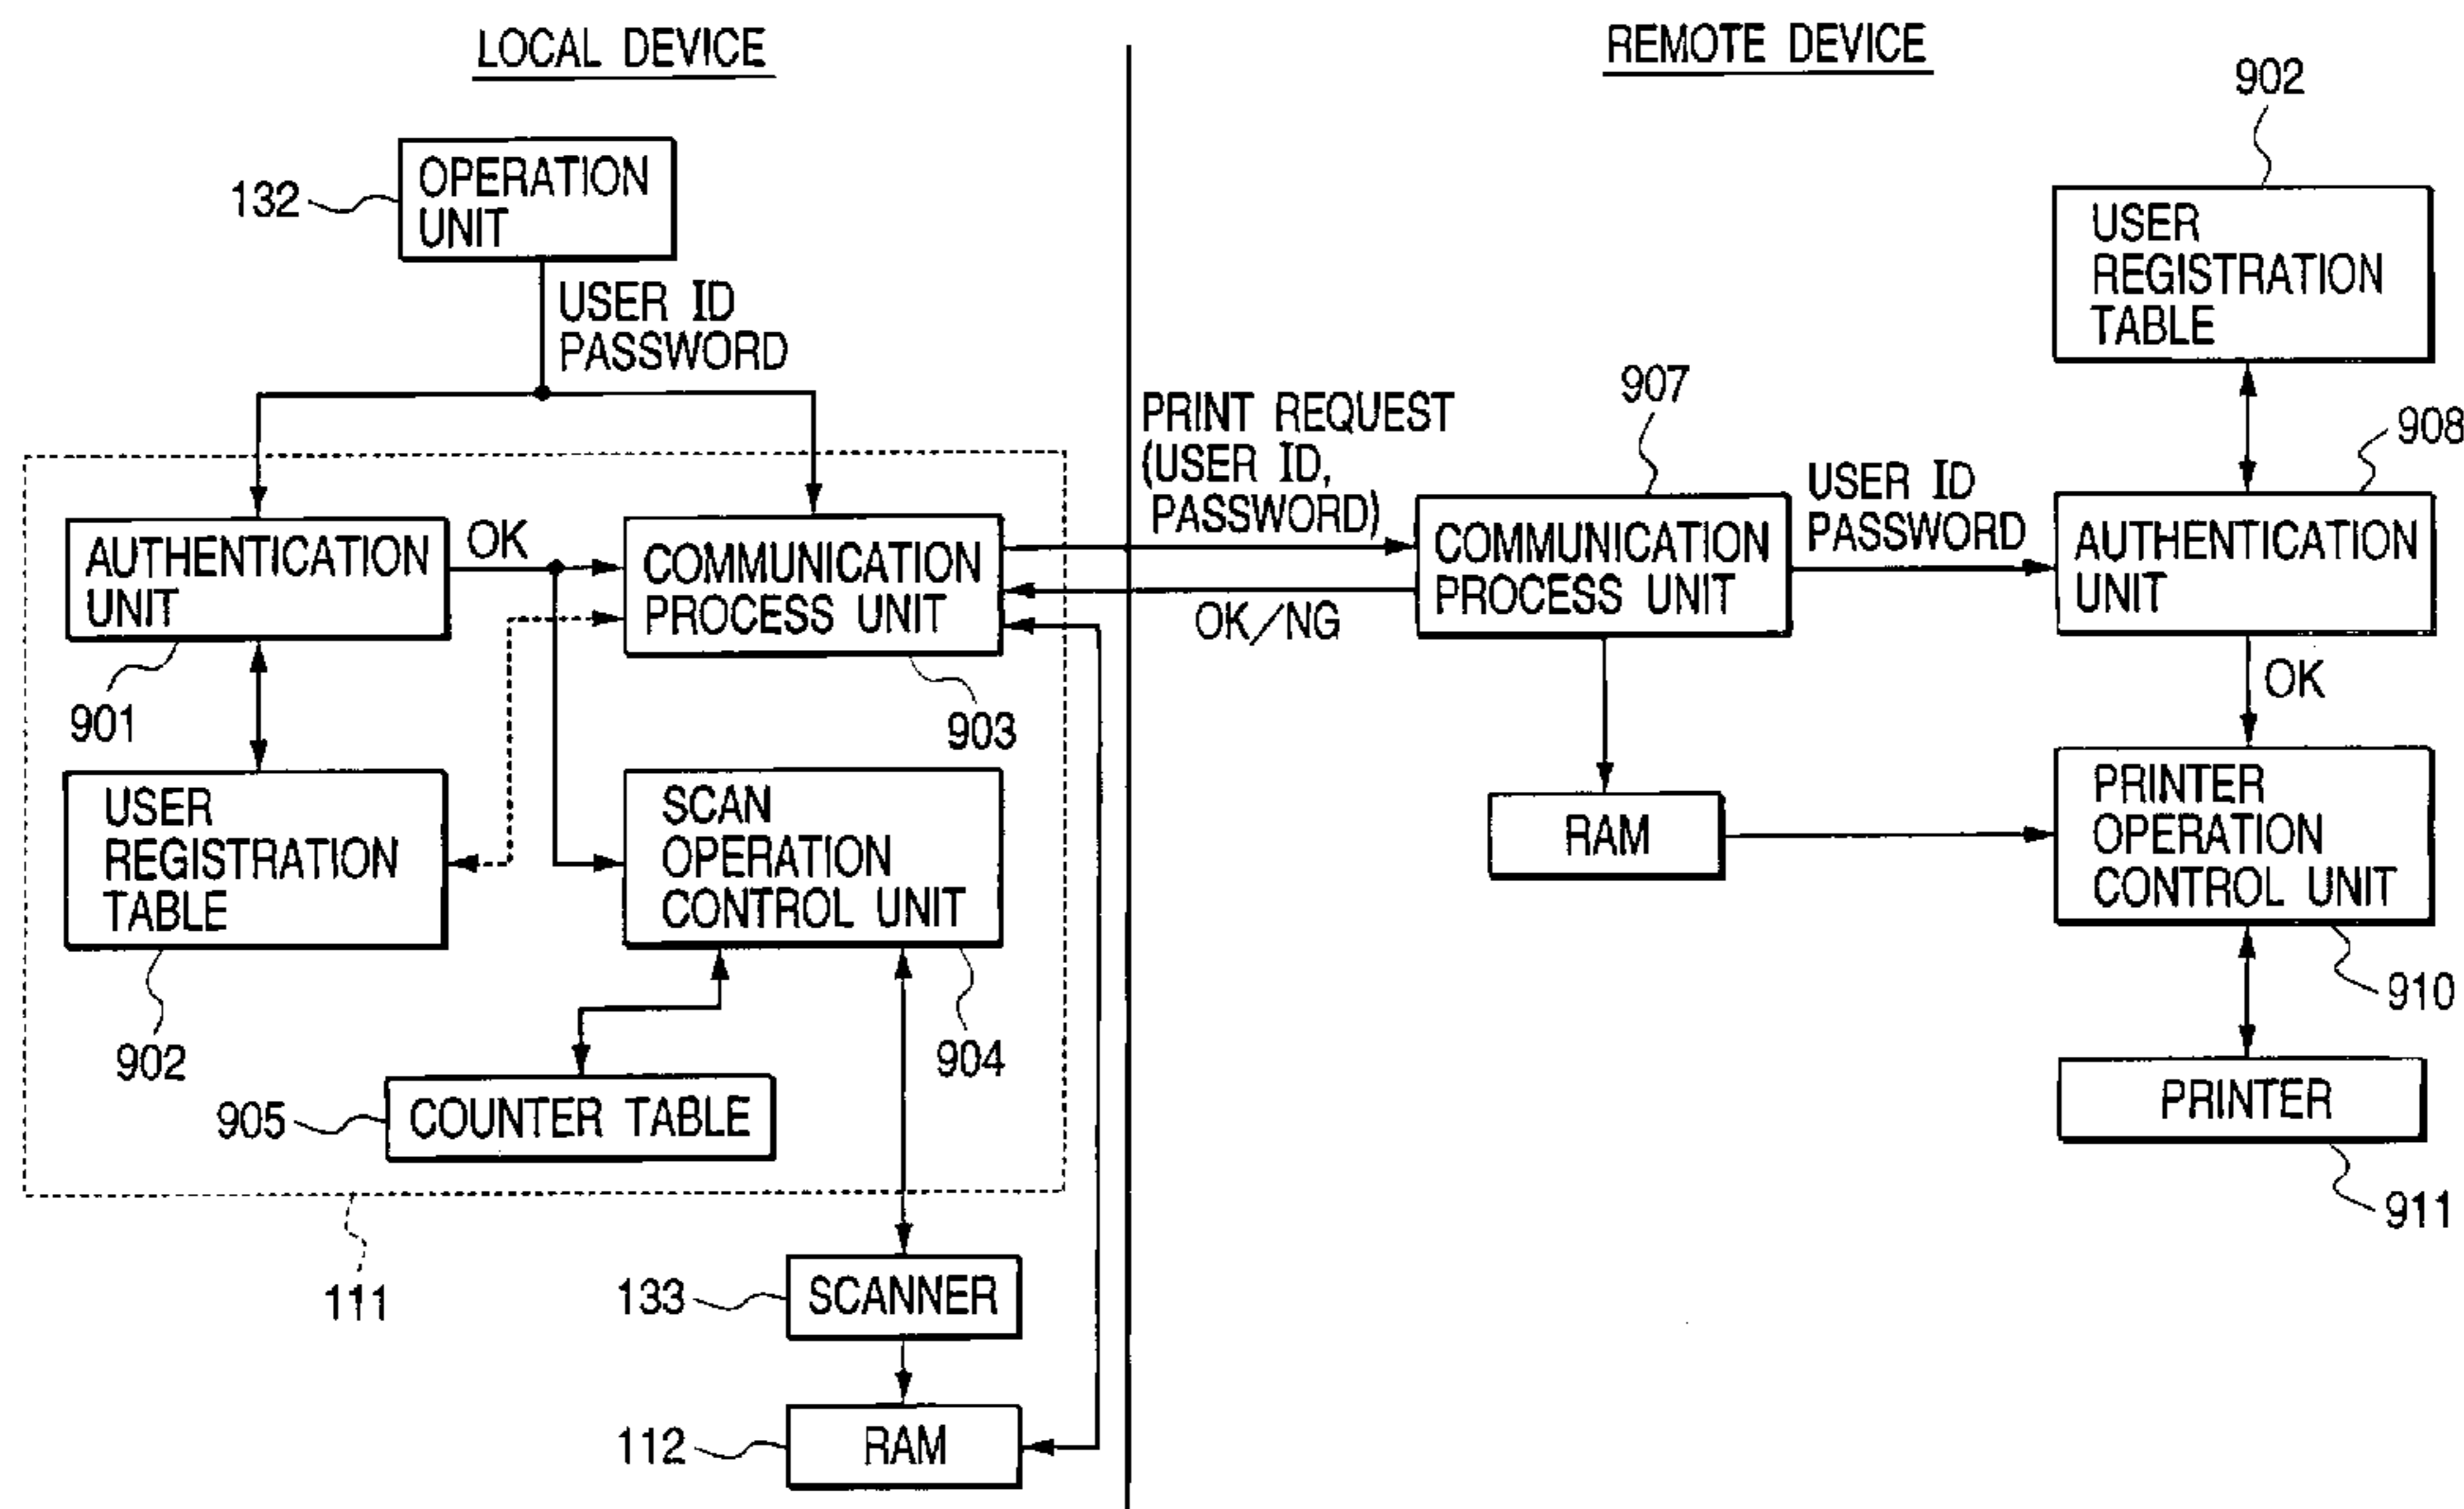 LOCAL DEVICE
REMOTE DEVICE
132
OPERATION
UNIT
USER ID
PASSWORD
AUTHENTICATION
UNIT
901
OK
COMMUNICATION
PROCESS UNIT
903
USER
REGISTRATION
TABLE
902
SCAN
OPERATION
CONTROL UNIT
904
905
COUNTER TABLE
111
133
SCANNER
112
RAM
PRINT REQUEST
(USER ID,
PASSWORD)
OK/NG
907
COMMUNICATION
PROCESS UNIT
USER ID
PASSWORD
RAM
902
USER
REGISTRATION
TABLE
908
AUTHENTICATION
UNIT
OK
PRINTER
OPERATION
CONTROL UNIT
910
PRINTER
911